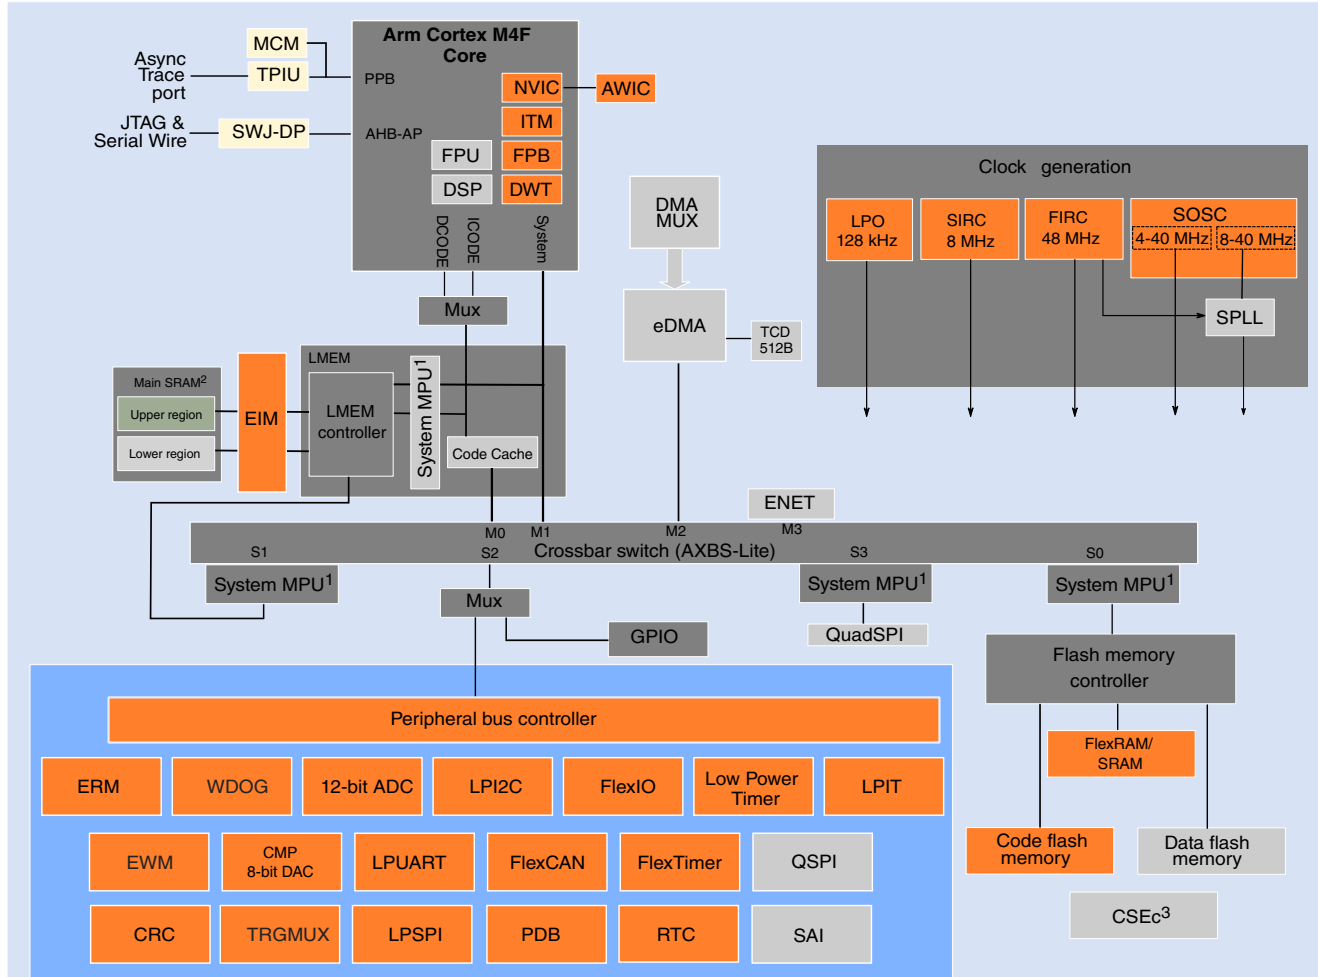 Arm Cortex M4F
Core
MCM
Async
Trace
port
TPIU
PPB
NVIC
AWIC
JTAG &
Serial Wire
SWJ-DP
AHB-AP
ITM
FPU
FPB
DSP
DWT
DCODE
ICODE
System
Mux
DMA
MUX
eDMA
TCD
512B
Clock generation
LPO
128 kHz
SIRC
8 MHz
FIRC
48 MHz
SOSC
4-40 MHz
8-40 MHz
SPLL
LMEM
Main SRAM2
Upper region
Lower region
EIM
LMEM
controller
System MPU1
Code Cache
ENET
M0
M1
M2
M3
Crossbar switch (AXBS-Lite)
S1
S2
S3
S0
System MPU1
Mux
System MPU1
System MPU1
GPIO
QuadSPI
Flash memory
controller
FlexRAM/
SRAM
Code flash
memory
Data flash
memory
CSEc3
Peripheral bus controller
ERM
WDOG
12-bit ADC
LPI2C
FlexIO
Low Power
Timer
LPIT
EWM
CMP
8-bit DAC
LPUART
FlexCAN
FlexTimer
QSPI
CRC
TRGMUX
LPSPI
PDB
RTC
SAI